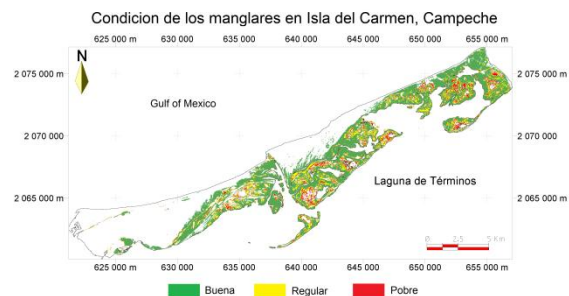 Condicion de los manglares en Isla del Carmen, Campeche
625 000 m 630 000 635 000 640 000 645 000 650 000 655 000 m
N
2 075 000 m 2 075 000 m
Gulf of Mexico
2 070 000 2 070 000
Laguna de Términos
2 065 000 2 065 000
0 2.5 5 Km
625 000 m 630 000 635 000 640 000 645 000 650 000 655 000 m
Buena Regular Pobre